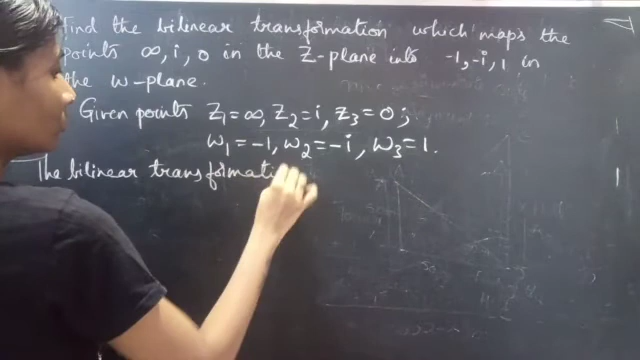 Find the bilinear transformation which maps the
points ∞, i, 0 in the Z-plane into -1, -i, 1 in
the w-plane.
Given points Z₁=∞, Z₂=i, Z₃=0;
w₁=-1, w₂=-i, w₃=1.
The bilinear transformati